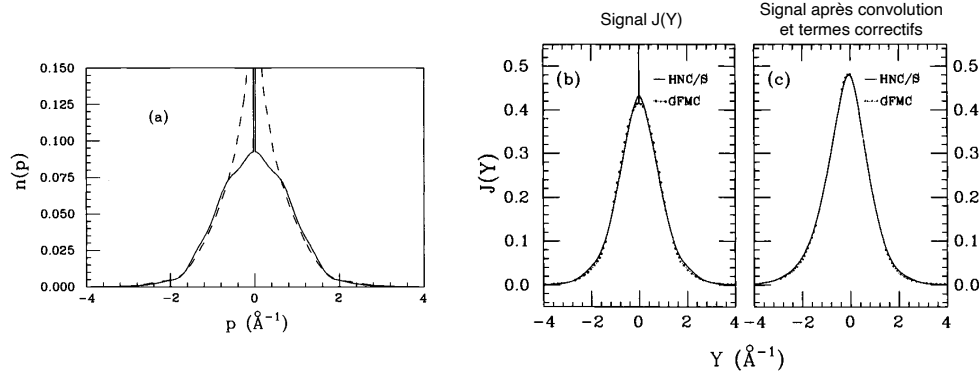 Signal J(Y)
Signal après convolution
et termes correctifs
(a)
n(p)
0.150
0.125
0.100
0.075
0.050
0.025
0.000
−4
−2
0
2
4
p (Å⁻¹)
(b)
HNC/S
GFMC
J(Y)
0.5
0.4
0.3
0.2
0.1
0.0
−4
−2
0
2
4
(c)
HNC/S
GFMC
0.5
0.4
0.3
0.2
0.1
0.0
−4
−2
0
2
4
Y (Å⁻¹)